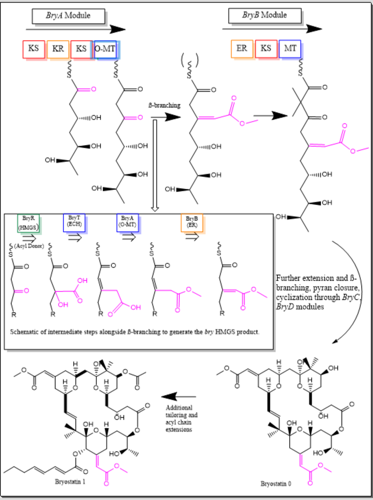 BryA Module
BryB Module
KS KR KS O-MT
ER KS MT
S
S
S
S
O
O
O
O
O
OH
OH
OH
OH
OH
OH
OH
OH
ß-branching
BryR
(HMGS)
(Acyl Donor)
BryT
(ECH)
BryA
(O-MT)
BryB
(ER)
Schematic of intermediate steps alongside ß-branching to generate the bry HMGS product.
Further extension and ß-
branching, pyran closure,
cyclization through BryC,
BryD modules
Additional
tailoring and
acyl chain
extensions
Bryostatin 1
Bryostatin 0